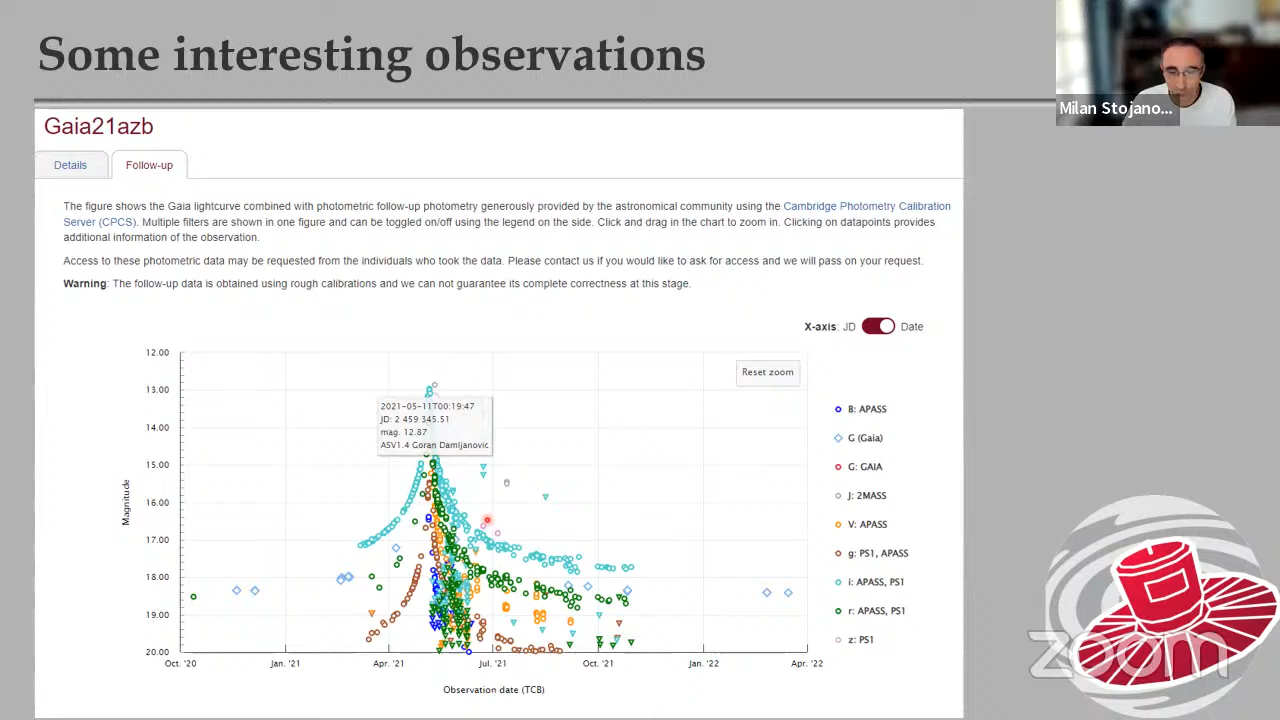 Some interesting observations
Milan Stojano...
Gaia21azb
Details
Follow-up
The figure shows the Gaia lightcurve combined with photometric follow-up photometry generously provided by the astronomical community using the Cambridge Photometry Calibration
Server (CPCS). Multiple filters are shown in one figure and can be toggled on/off using the legend on the side. Click and drag in the chart to zoom in. Clicking on datapoints provides
additional information of the observation.
Access to these photometric data may be requested from the individuals who took the data. Please contact us if you would like to ask for access and we will pass on your request.
Warning: The follow-up data is obtained using rough calibrations and we can not guarantee its complete correctness at this stage.
X-axis: JD Date
Reset zoom
12.00
13.00
14.00
15.00
16.00
17.00
18.00
19.00
20.00
Magnitude
2021-05-11T00:19:47
JD: 2 459 345.51
mag. 12.87
ASV1.4 Goran Damljanovic
B: APASS
G (Gaia)
G: GAIA
J: 2MASS
V: APASS
g: PS1, APASS
i: APASS, PS1
r: APASS, PS1
z: PS1
Oct. '20
Jan. '21
Apr. '21
Jul. '21
Oct. '21
Jan. '22
Apr. '22
Observation date (TCB)
zoom